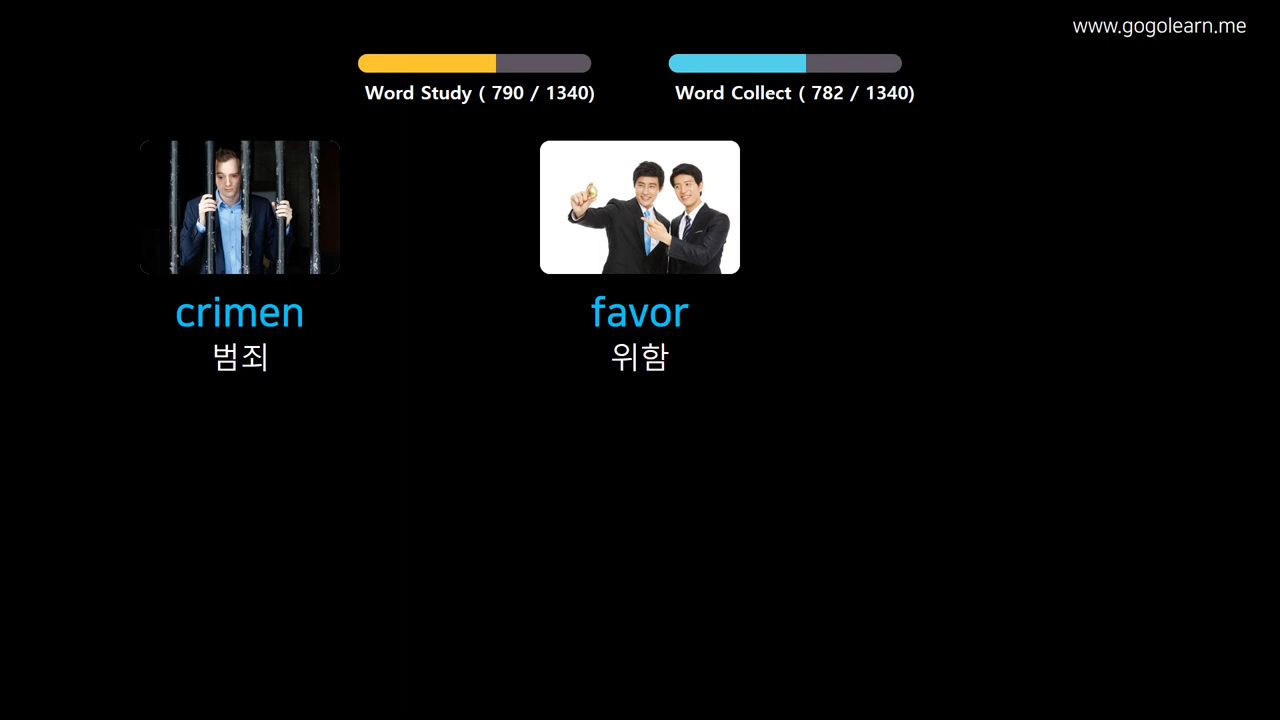 www.gogolearn.me
Word Study ( 790 / 1340)
Word Collect ( 782 / 1340)
crimen
범죄
favor
위함